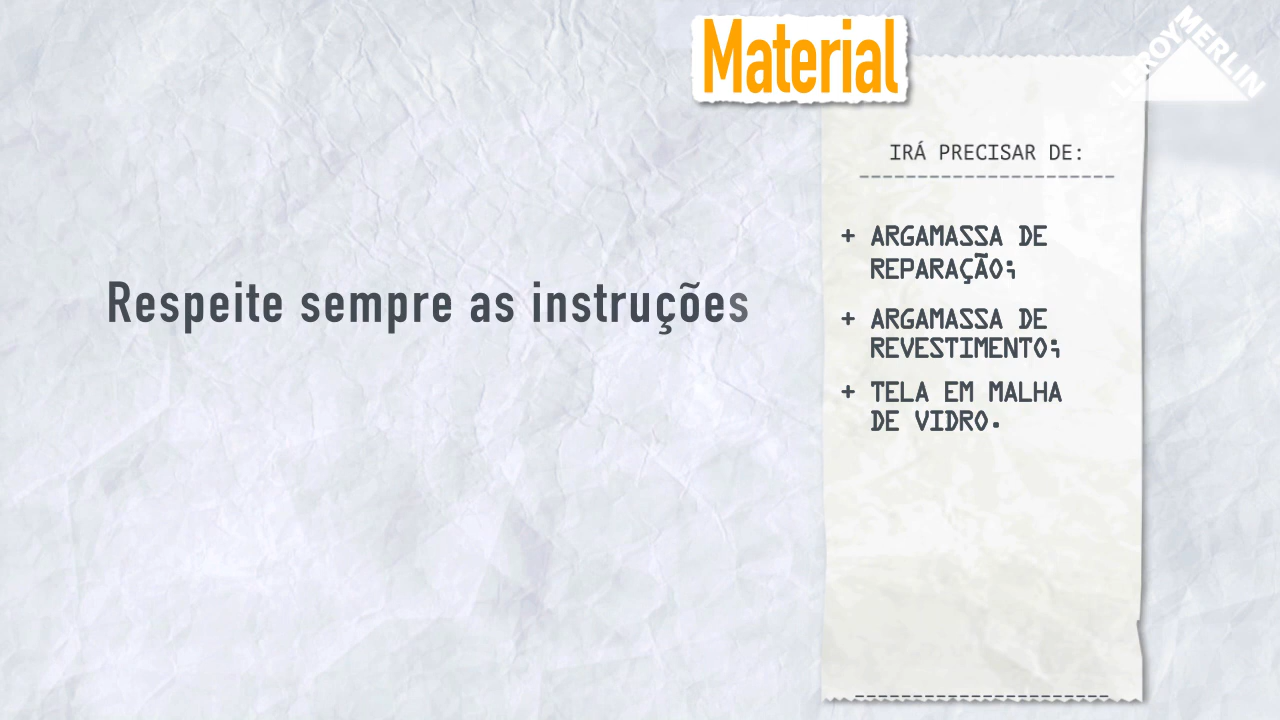 Material
LEROY MERLIN
IRÁ PRECISAR DE:
+ ARGAMASSA DE
REPARAÇÃO;
+ ARGAMASSA DE
REVESTIMENTO;
+ TELA EM MALHA
DE VIDRO.
Respeite sempre as instruções